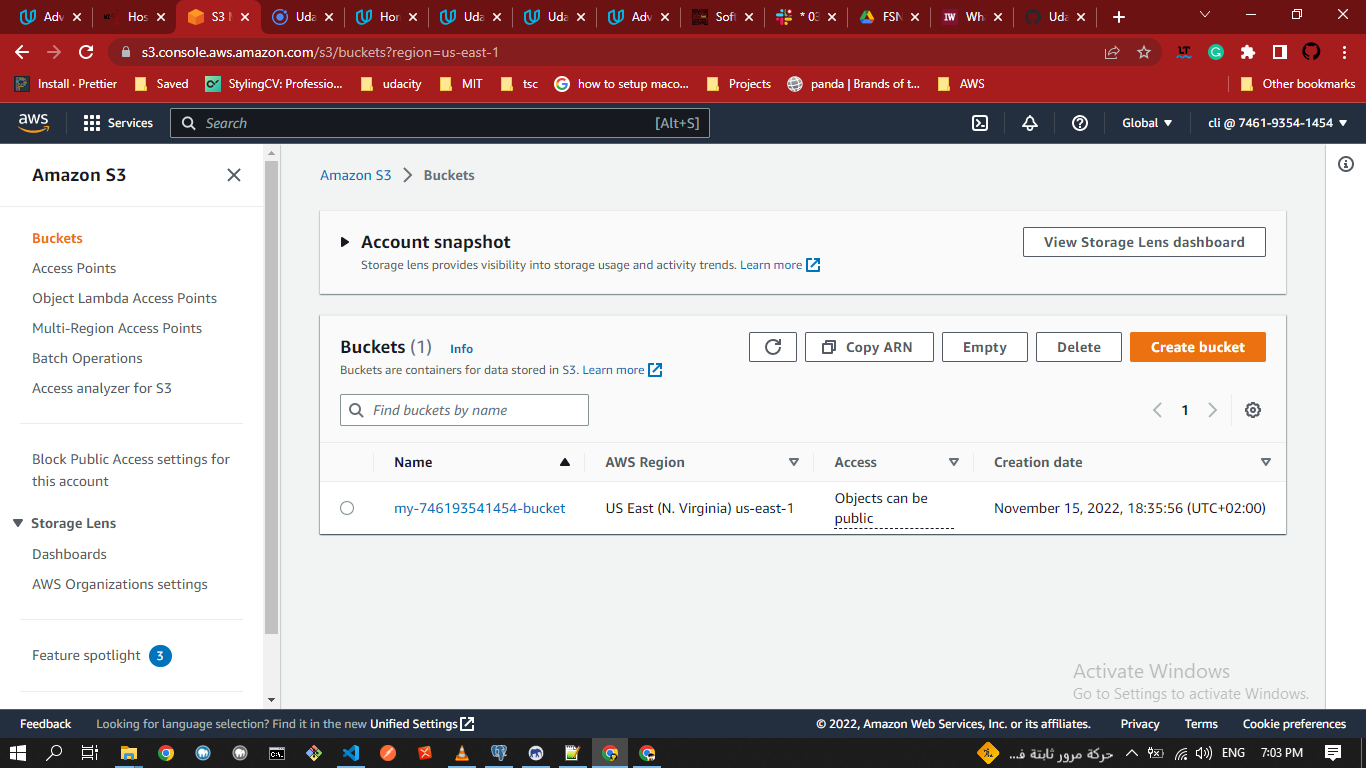 Adv
Hos
S3 M
Uda
Hor
Uda
Uda
Adv
Soft
* 03
FSN
Wha
Uda
s3.console.aws.amazon.com/s3/buckets?region=us-east-1
Install · Prettier
Saved
StylingCV: Professio...
udacity
MIT
tsc
how to setup maco...
Projects
panda | Brands of t...
AWS
Other bookmarks
aws
Services
Search
[Alt+S]
Global
cli @ 7461-9354-1454
Amazon S3
Buckets
Access Points
Object Lambda Access Points
Multi-Region Access Points
Batch Operations
Access analyzer for S3
Block Public Access settings for
this account
Storage Lens
Dashboards
AWS Organizations settings
Feature spotlight 3
Amazon S3 > Buckets
Account snapshot
Storage lens provides visibility into storage usage and activity trends. Learn more
View Storage Lens dashboard
Buckets (1) Info
Buckets are containers for data stored in S3. Learn more
Copy ARN
Empty
Delete
Create bucket
Find buckets by name
1
Name
AWS Region
Access
Creation date
my-746193541454-bucket
US East (N. Virginia) us-east-1
Objects can be
public
November 15, 2022, 18:35:56 (UTC+02:00)
Activate Windows
Go to Settings to activate Windows.
Feedback
Looking for language selection? Find it in the new Unified Settings
© 2022, Amazon Web Services, Inc. or its affiliates.
Privacy
Terms
Cookie preferences
حركة مرور ثابتة ف...
ENG
7:03 PM